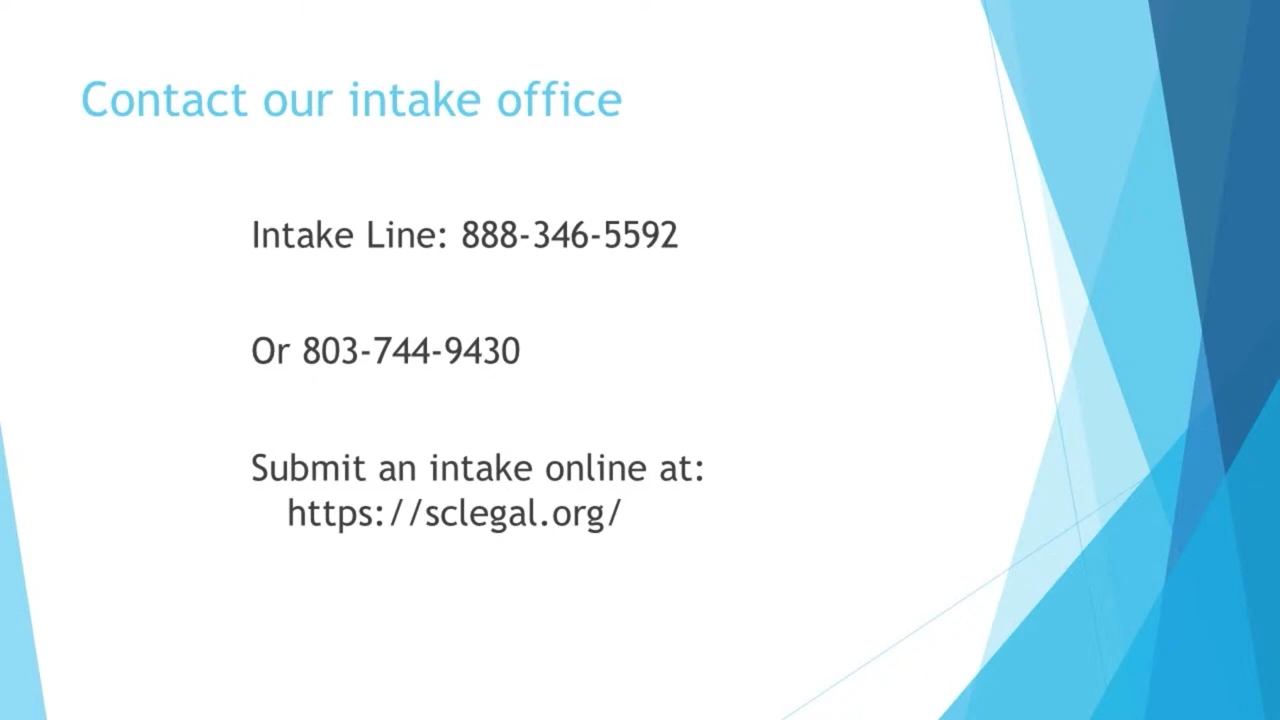 Contact our intake office
Intake Line: 888-346-5592
Or 803-744-9430
Submit an intake online at:
https://sclegal.org/